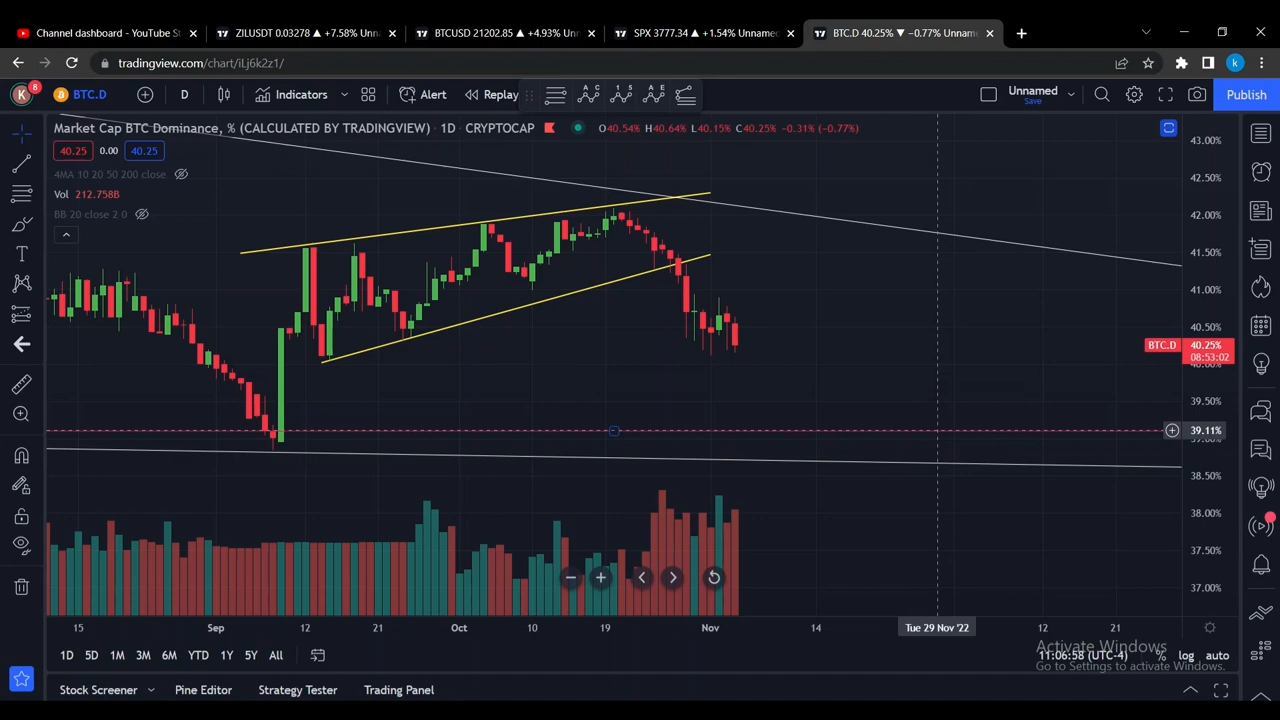 Channel dashboard - YouTube St
ZILUSDT 0.03278 ▲ +7.58% Unna
BTCUSD 21202.85 ▲ +4.93% Unn
SPX 3777.34 ▲ +1.54% Unnamed
BTC.D 40.25% ▼ −0.77% Unnam
tradingview.com/chart/iLj6k2z1/
k
K 8 BTC.D D Indicators Alert Replay Unnamed Publish
Save
Market Cap BTC Dominance, % (CALCULATED BY TRADINGVIEW) · 1D · CRYPTOCAP O40.54% H40.64% L40.15% C40.25% −0.31% (−0.77%)
40.25 0.00 40.25
4MA 10 20 50 200 close
Vol 212.758B
BB 20 close 2 0
43.00%
42.50%
42.00%
41.50%
41.00%
40.50%
BTC.D 40.25%
08:53:02
40.00%
39.50%
39.11%
39.00%
38.50%
38.00%
37.50%
37.00%
15 Sep 12 21 Oct 10 19 Nov 14 Tue 29 Nov '22 12 21
1D 5D 1M 3M 6M YTD 1Y 5Y All 11:06:58 (UTC-4) % log auto
Activate Windows
Go to Settings to activate Windows.
Stock Screener Pine Editor Strategy Tester Trading Panel